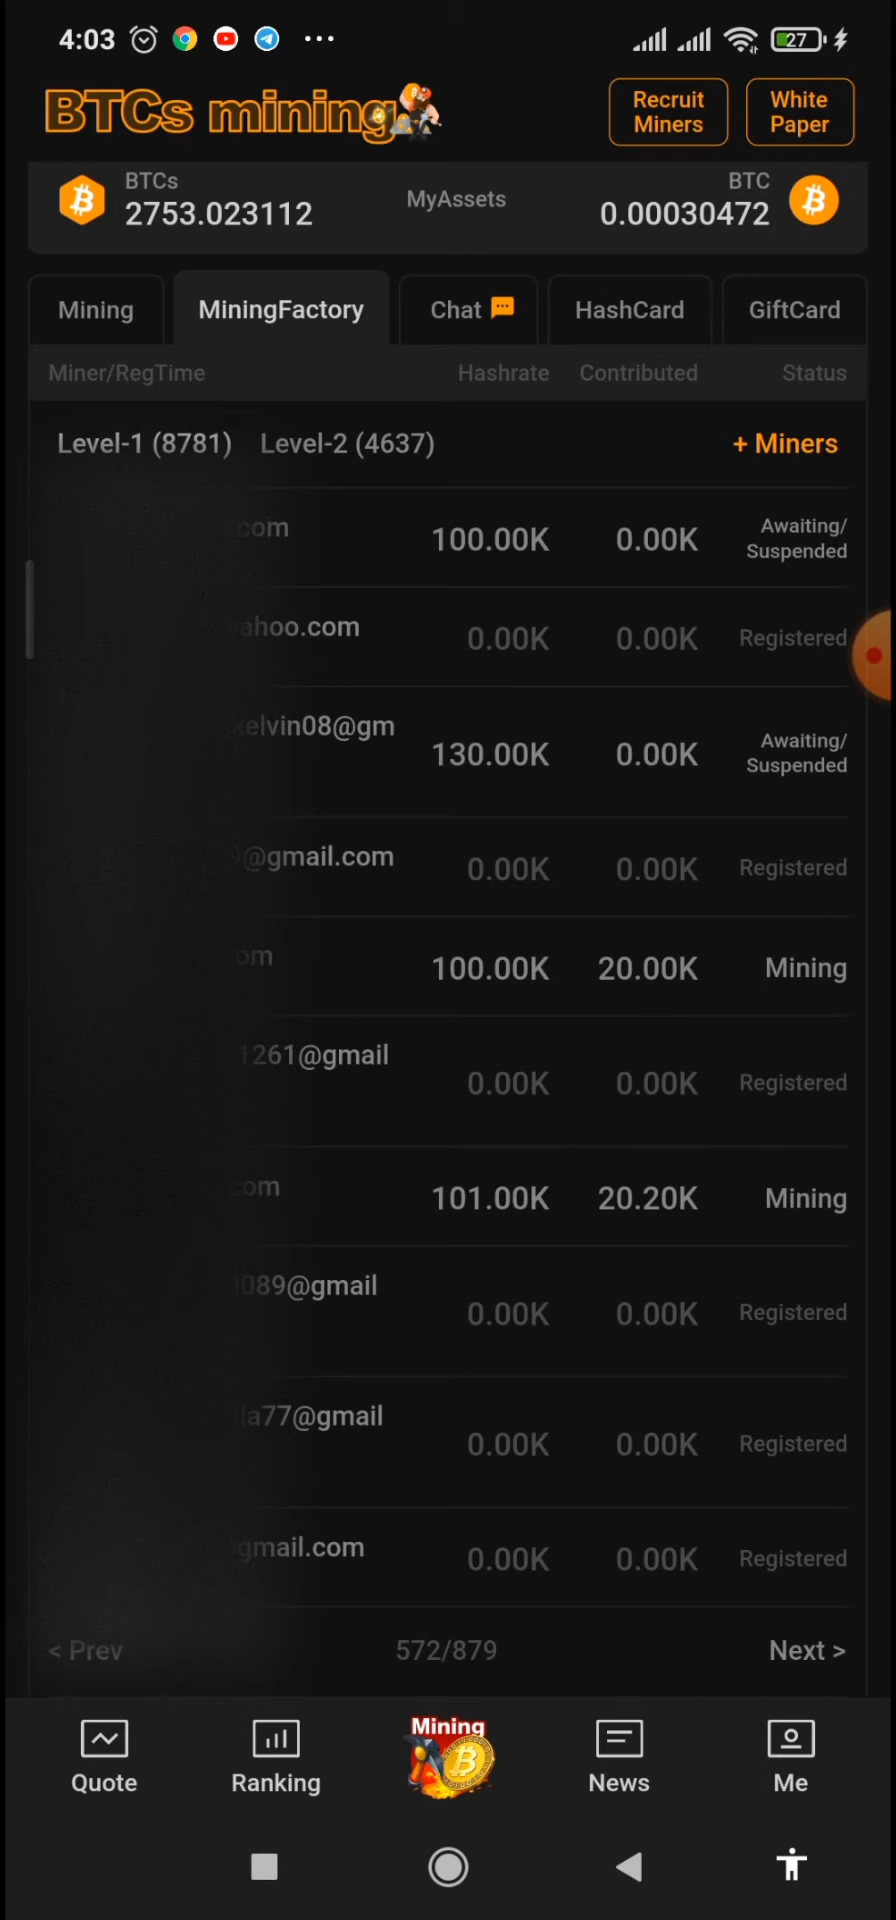 4:03
27
BTCs mining
Recruit
Miners
White
Paper
BTCs
2753.023112
MyAssets
BTC
0.00030472
Mining
MiningFactory
Chat
HashCard
GiftCard
Miner/RegTime
Hashrate
Contributed
Status
Level-1 (8781)
Level-2 (4637)
+ Miners
.com
100.00K
0.00K
Awaiting/
Suspended
ahoo.com
0.00K
0.00K
Registered
kelvin08@gm
130.00K
0.00K
Awaiting/
Suspended
@gmail.com
0.00K
0.00K
Registered
om
100.00K
20.00K
Mining
1261@gmail
0.00K
0.00K
Registered
com
101.00K
20.20K
Mining
089@gmail
0.00K
0.00K
Registered
la77@gmail
0.00K
0.00K
Registered
gmail.com
0.00K
0.00K
Registered
< Prev
572/879
Next >
Mining
Quote
Ranking
News
Me